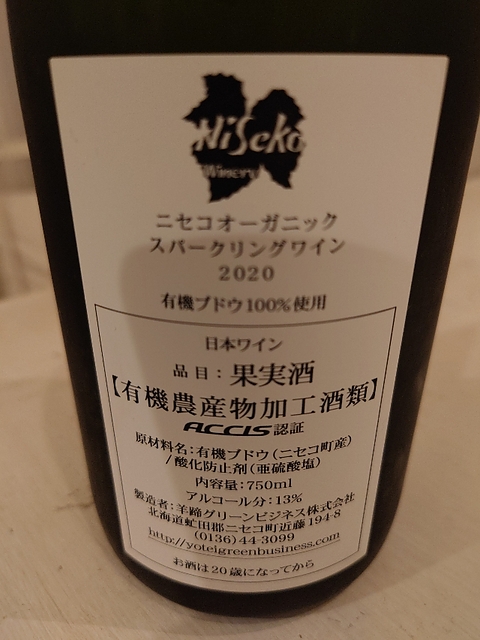 NiSeko
Winery
ニセコオーガニック
スパークリングワイン
2020
有機ブドウ100%使用
日本ワイン
品目：果実酒
【有機農産物加工酒類】
ACCIS認証
原材料名：有機ブドウ（ニセコ町産）
/酸化防止剤（亜硫酸塩）
内容量：750ml
アルコール分：13%
製造者：羊蹄グリーンビジネス株式会社
北海道虻田郡ニセコ町近藤194-8
(0136)44-3099
http://yoteigreenbusiness.com
お酒は20歳になってから